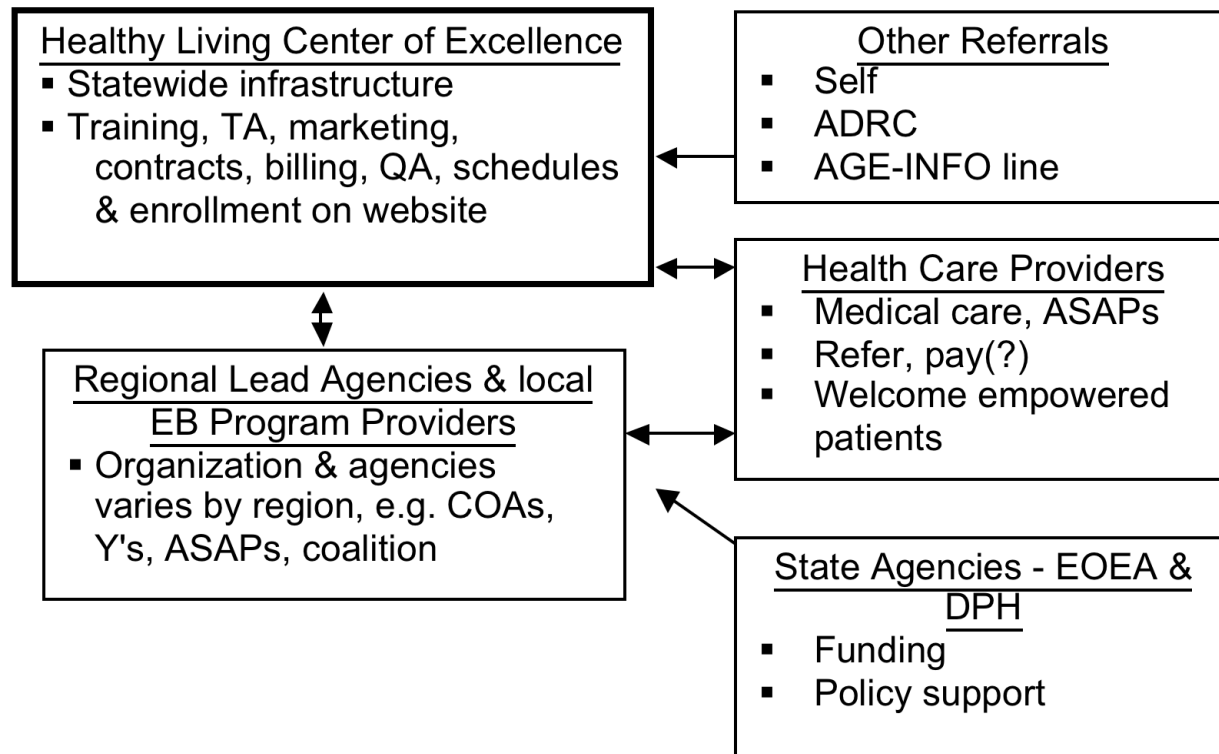 Healthy Living Center of Excellence
▪ Statewide infrastructure
▪ Training, TA, marketing,
contracts, billing, QA, schedules
& enrollment on website
Other Referrals
▪ Self
▪ ADRC
▪ AGE-INFO line
Health Care Providers
▪ Medical care, ASAPs
▪ Refer, pay(?)
▪ Welcome empowered
patients
Regional Lead Agencies & local
EB Program Providers
▪ Organization & agencies
varies by region, e.g. COAs,
Y's, ASAPs, coalition
State Agencies - EOEA &
DPH
▪ Funding
▪ Policy support